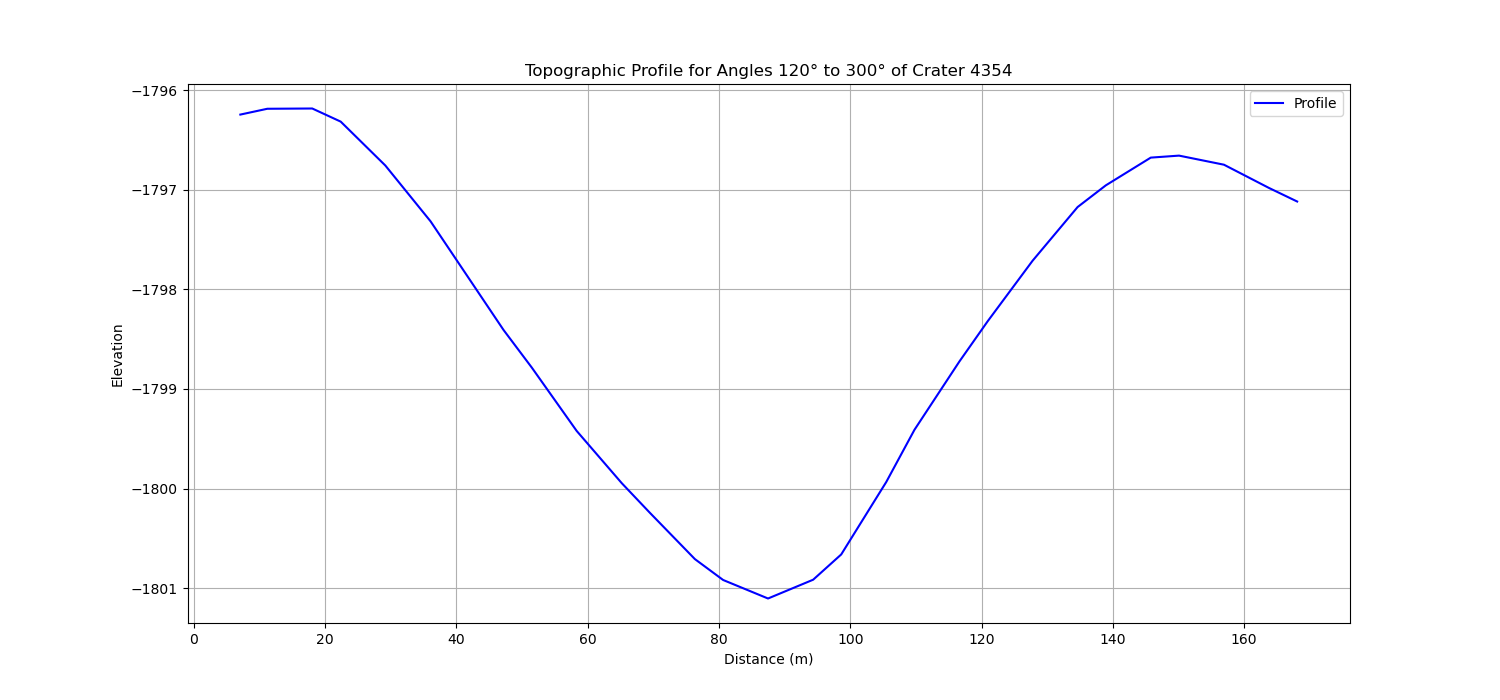 Topographic Profile for Angles 120° to 300° of Crater 4354
Profile
−1796
−1797
−1798
−1799
−1800
−1801
Elevation
0 20 40 60 80 100 120 140 160
Distance (m)